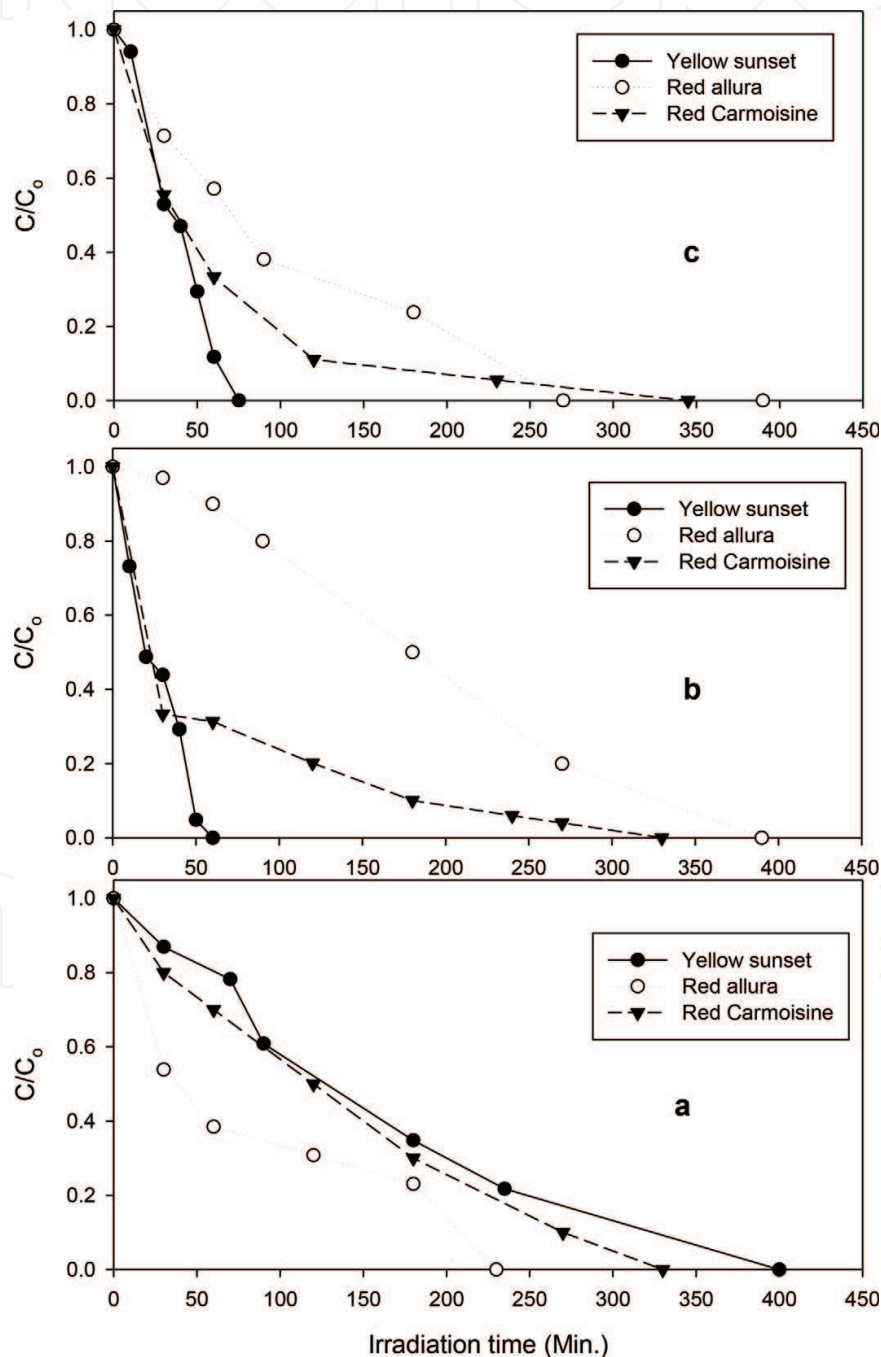 1.0
0.8
0.6
0.4
0.2
0.0
C/Co
Yellow sunset
Red allura
Red Carmoisine
c
0 50 100 150 200 250 300 350 400 450
1.0
0.8
0.6
0.4
0.2
0.0
C/Co
Yellow sunset
Red allura
Red Carmoisine
b
0 50 100 150 200 250 300 350 400 450
1.0
0.8
0.6
0.4
0.2
0.0
C/Co
Yellow sunset
Red allura
Red Carmoisine
a
0 50 100 150 200 250 300 350 400 450
Irradiation time (Min.)